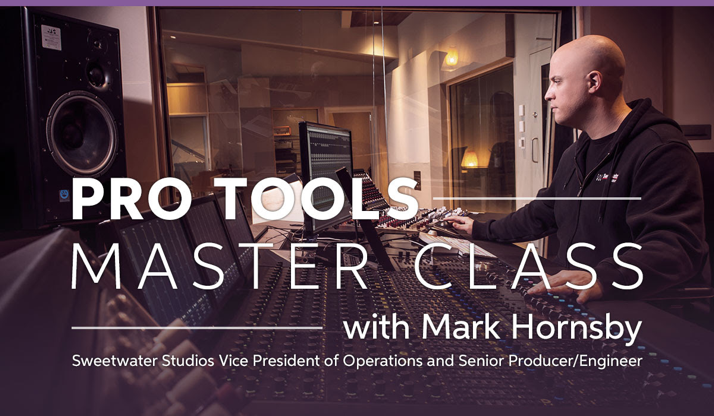 PRO TOOLS
MASTER CLASS
with Mark Hornsby
Sweetwater Studios Vice President of Operations and Senior Producer/Engineer